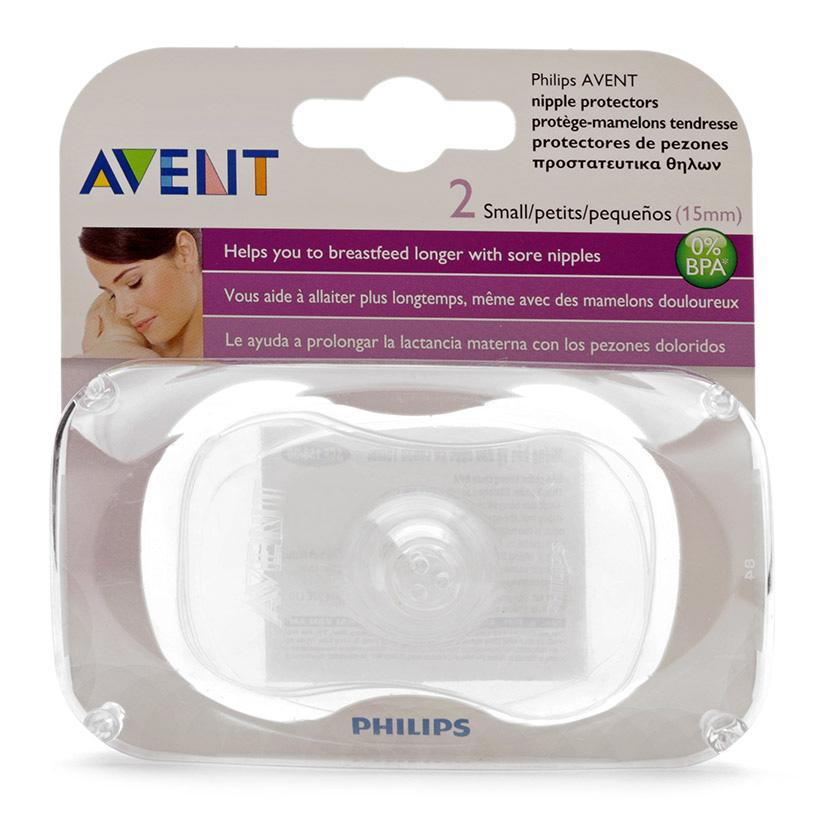 AVENT
Philips AVENT
nipple protectors
protège-mamelons tendresse
protectores de pezones
προστατευτικα θηλων
2 Small/petits/pequeños (15mm)
0%
BPA*
Helps you to breastfeed longer with sore nipples
Vous aide à allaiter plus longtemps, même avec des mamelons douloureux
Le ayuda a prolongar la lactancia materna con los pezones doloridos
AVENT
84
PHILIPS